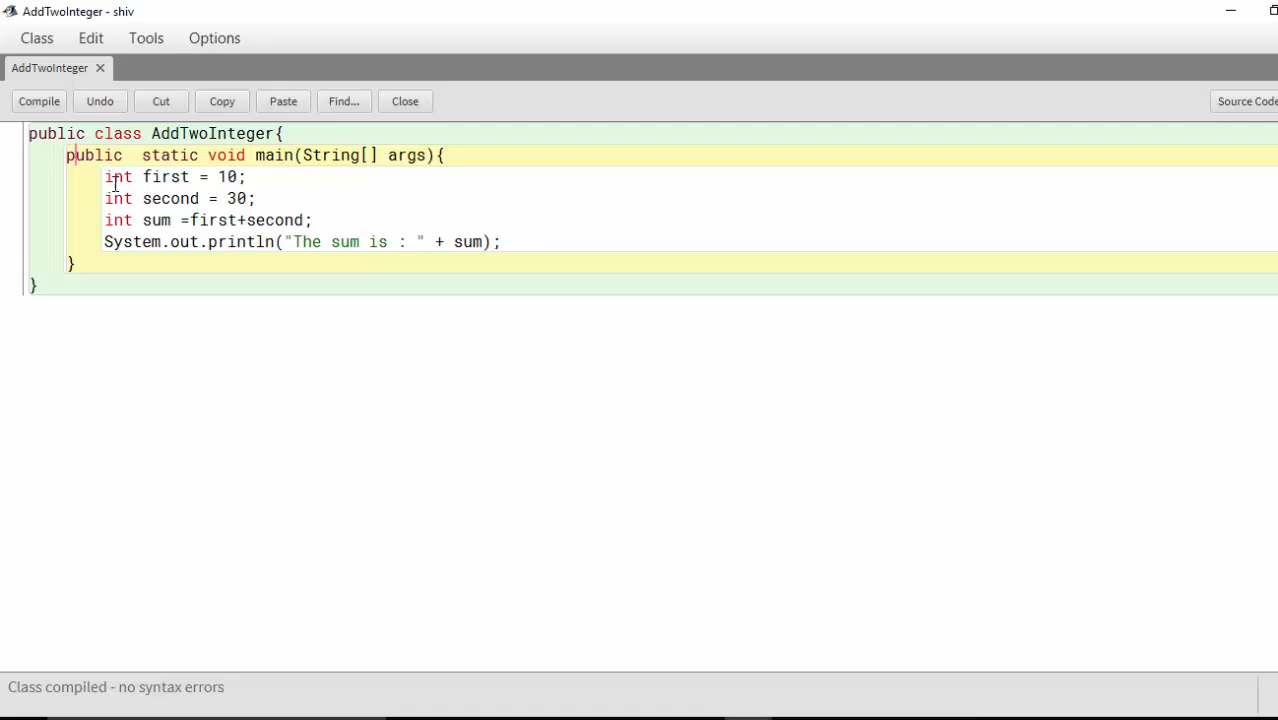 AddTwoInteger - shiv
Class Edit Tools Options
AddTwoInteger ×
Compile Undo Cut Copy Paste Find... Close Source Code
public class AddTwoInteger{
public  static void main(String[] args){
int first = 10;
int second = 30;
int sum =first+second;
System.out.println("The sum is : " + sum);
}
}
Class compiled - no syntax errors